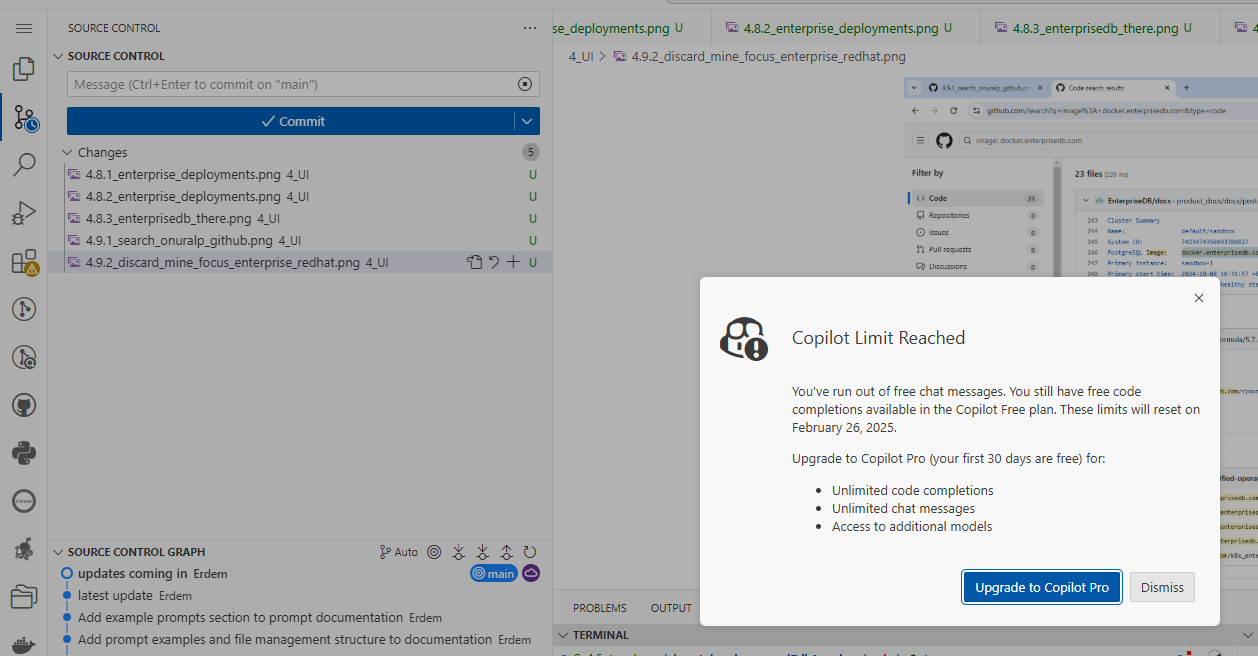 SOURCE CONTROL
SOURCE CONTROL
Message (Ctrl+Enter to commit on "main")
Commit
Changes 5
4.8.1_enterprise_deployments.png 4_UI U
4.8.2_enterprise_deployments.png 4_UI U
4.8.3_enterprisedb_there.png 4_UI U
4.9.1_search_onuralp_github.png 4_UI U
4.9.2_discard_mine_focus_enterprise_redhat.png 4_UI U
Viewer
SOURCE CONTROL GRAPH
Auto
updates coming in Erdem main
latest update Erdem
Add example prompts section to prompt documentation Erdem
Add prompt examples and file management structure to documentation Erdem
se_deployments.png U
4.8.2_enterprise_deployments.png U
4.8.3_enterprisedb_there.png U
4_UI > 4.9.2_discard_mine_focus_enterprise_redhat.png
4.9.1_search_onuralp_github.p
Code search results
github.com/search?q=image%3A+docker.enterprisedb.com&type=code
image: docker.enterprisedb.com
Filter by
Code 23
Repositories 0
Issues 0
Pull requests 0
Discussions 0
23 files (239 ms)
EnterpriseDB/docs - product_docs/docs/post
243 Cluster Summary
244 Name: default/sandbox
245 System ID: 7423474350493388827
246 PostgreSQL Image: docker.enterprisedb.co
247 Primary instance: sandbox-1
Primary start time: 2024-10-08 18:31:57 +
healthy sta
ormula/5.7.
Copilot Limit Reached
You've run out of free chat messages. You still have free code
completions available in the Copilot Free plan. These limits will reset on
February 26, 2025.
Upgrade to Copilot Pro (your first 30 days are free) for:
• Unlimited code completions
• Unlimited chat messages
• Access to additional models
Upgrade to Copilot Pro
Dismiss
PROBLEMS
OUTPUT
TERMINAL